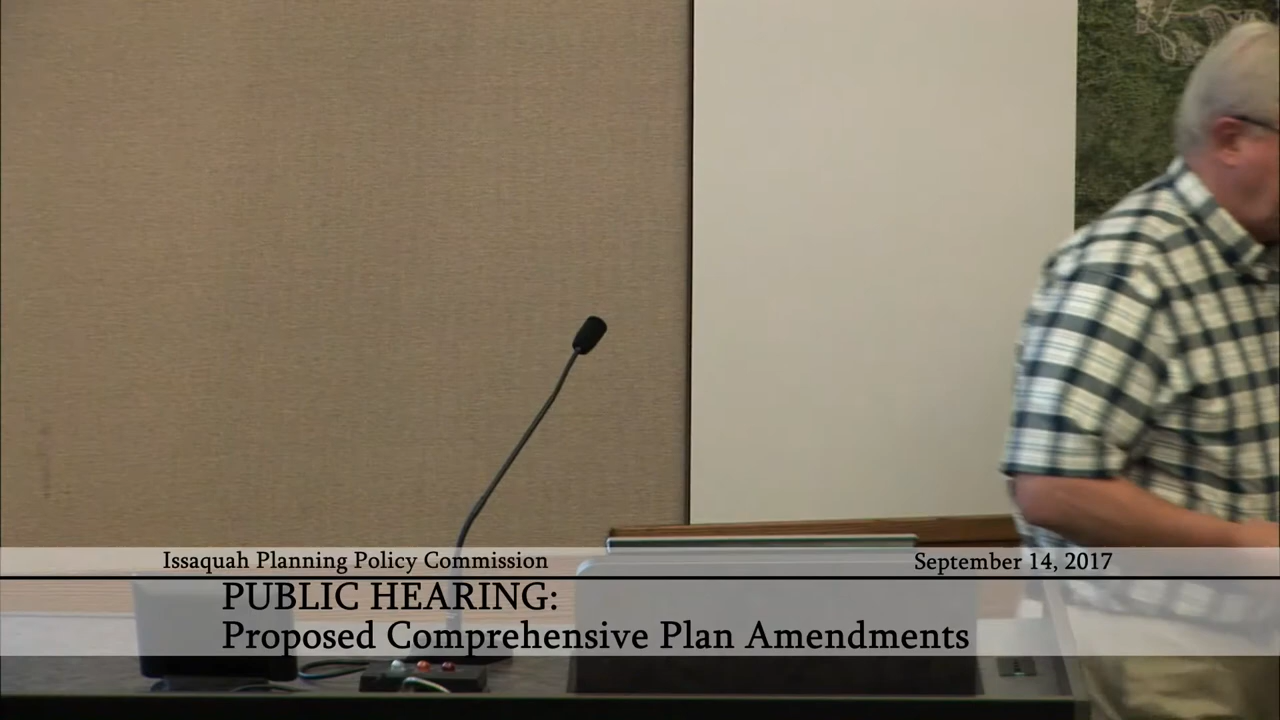 Issaquah Planning Policy Commission
September 14, 2017
PUBLIC HEARING:
Proposed Comprehensive Plan Amendments